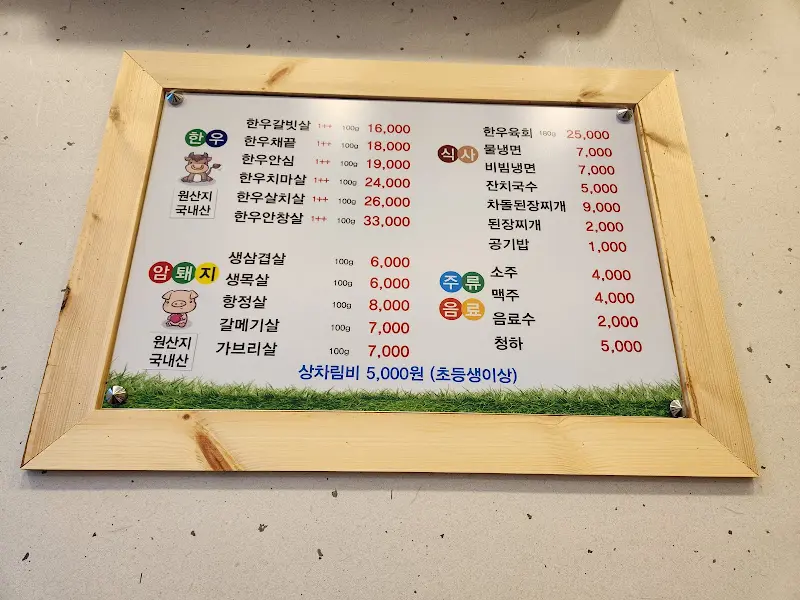 한우
원산지
국내산
한우갈빗살 1++ 100g 16,000
한우채끝 1++ 100g 18,000
한우안심 1++ 100g 19,000
한우치마살 1++ 100g 24,000
한우살치살 1++ 100g 26,000
한우안창살 1++ 100g 33,000
암돼지
원산지
국내산
생삼겹살 100g 6,000
생목살 100g 6,000
항정살 100g 8,000
갈메기살 100g 7,000
가브리살 100g 7,000
식사
한우육회 180g 25,000
물냉면 7,000
비빔냉면 7,000
잔치국수 5,000
차돌된장찌개 9,000
된장찌개 2,000
공기밥 1,000
주류
음료
소주 4,000
맥주 4,000
음료수 2,000
청하 5,000
상차림비 5,000원 (초등생이상)